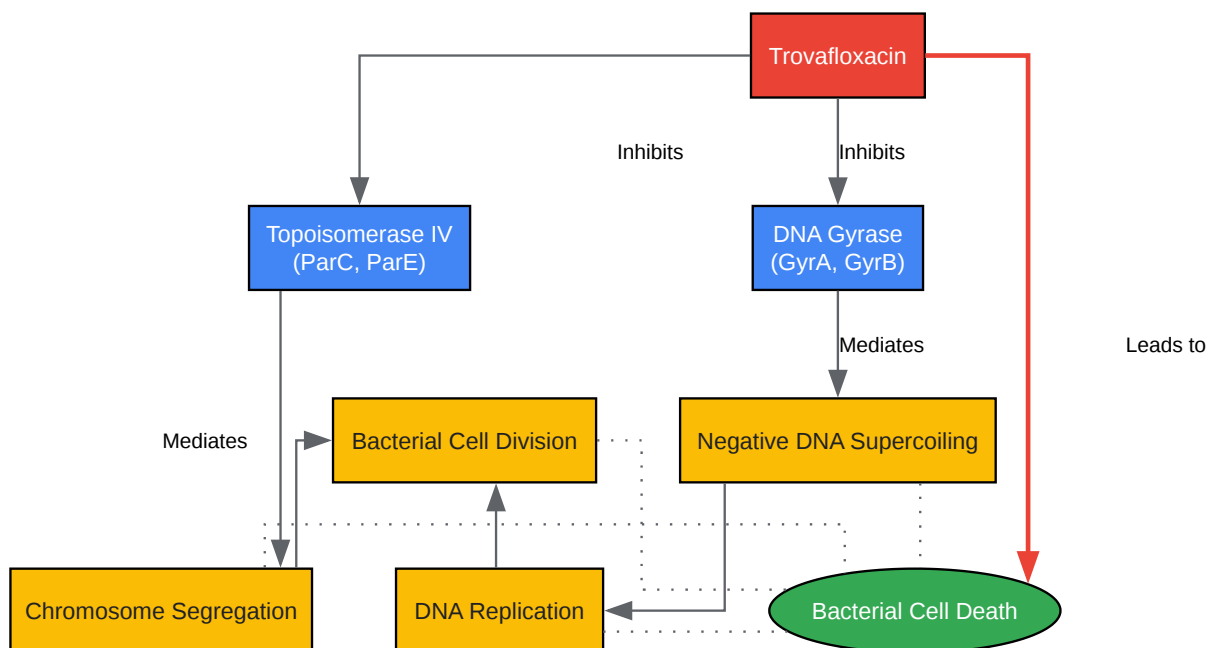 Trovafloxacin
Inhibits
Inhibits
Topoisomerase IV
(ParC, ParE)
DNA Gyrase
(GyrA, GyrB)
Mediates
Leads to
Mediates
Bacterial Cell Division
Negative DNA Supercoiling
Chromosome Segregation
DNA Replication
Bacterial Cell Death